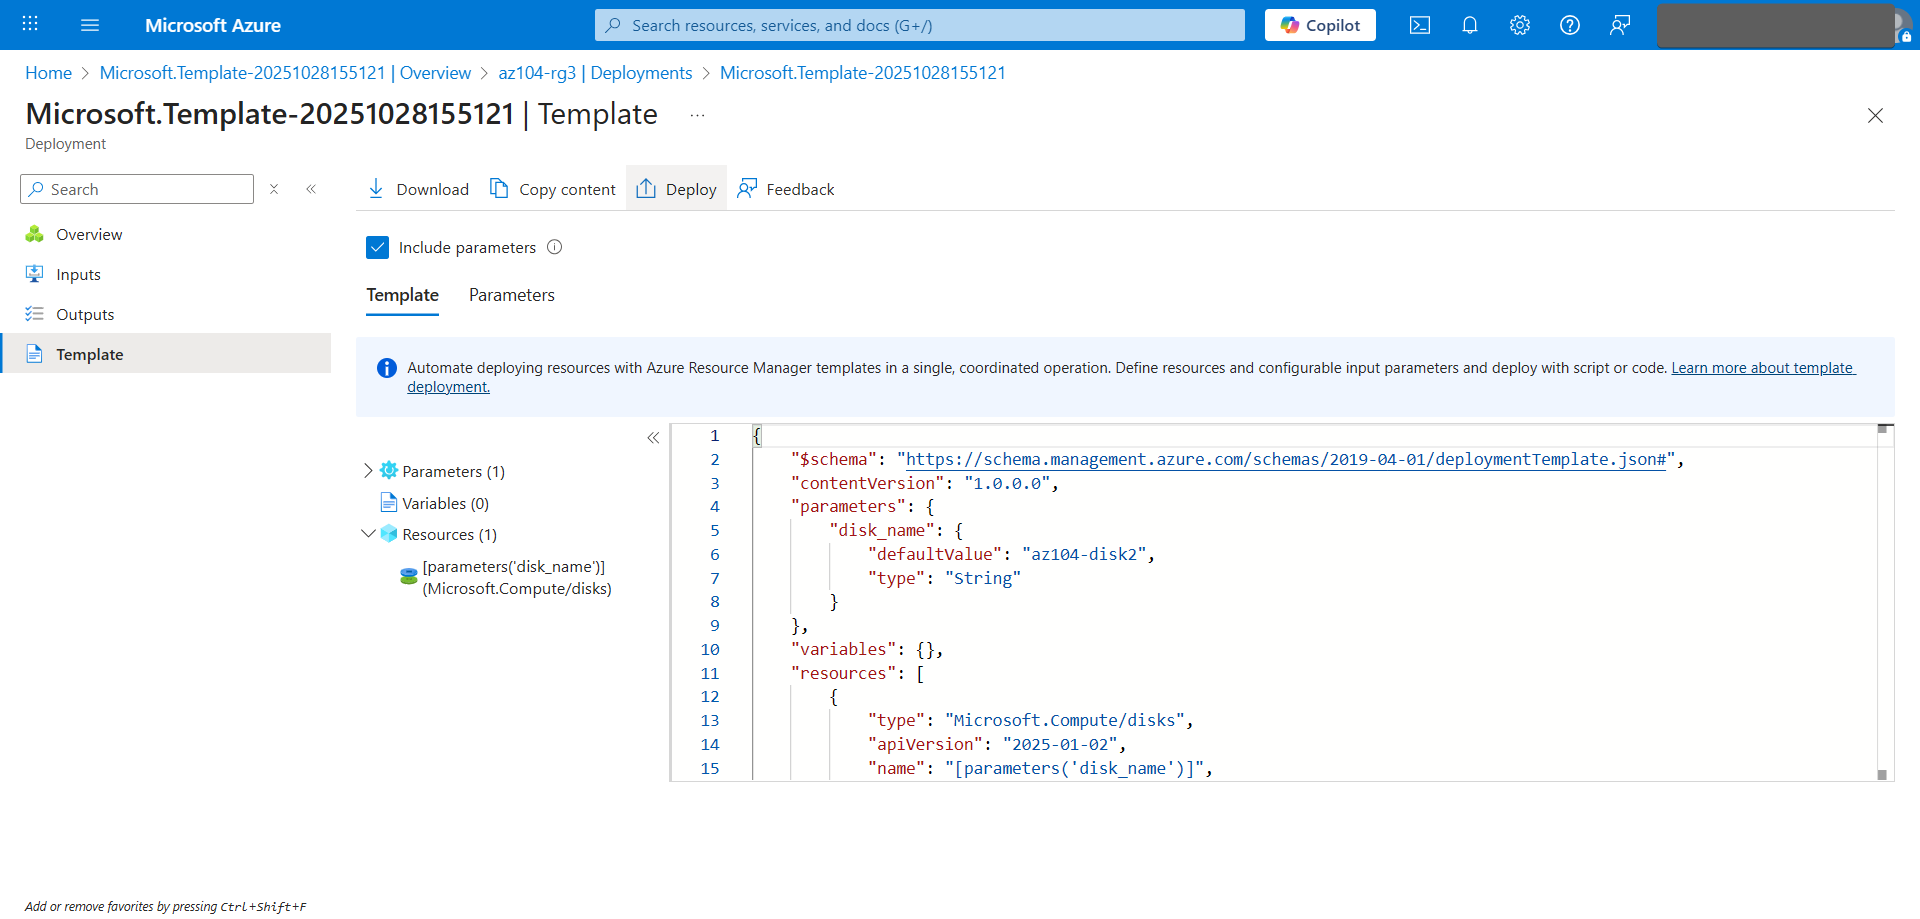 Microsoft Azure
Search resources, services, and docs (G+/)
Copilot
Home > Microsoft.Template-20251028155121 | Overview > az104-rg3 | Deployments > Microsoft.Template-20251028155121
Microsoft.Template-20251028155121 | Template ...
Deployment
Search
Download
Copy content
Deploy
Feedback
Overview
Inputs
Outputs
Template
Include parameters
Template
Parameters
Automate deploying resources with Azure Resource Manager templates in a single, coordinated operation. Define resources and configurable input parameters and deploy with script or code. Learn more about template
deployment.
Parameters (1)
Variables (0)
Resources (1)
[parameters('disk_name')]
(Microsoft.Compute/disks)
1 {
2 "$schema": "https://schema.management.azure.com/schemas/2019-04-01/deploymentTemplate.json#",
3 "contentVersion": "1.0.0.0",
4 "parameters": {
5 "disk_name": {
6 "defaultValue": "az104-disk2",
7 "type": "String"
8 }
9 },
10 "variables": {},
11 "resources": [
12 {
13 "type": "Microsoft.Compute/disks",
14 "apiVersion": "2025-01-02",
15 "name": "[parameters('disk_name')]",
Add or remove favorites by pressing Ctrl+Shift+F